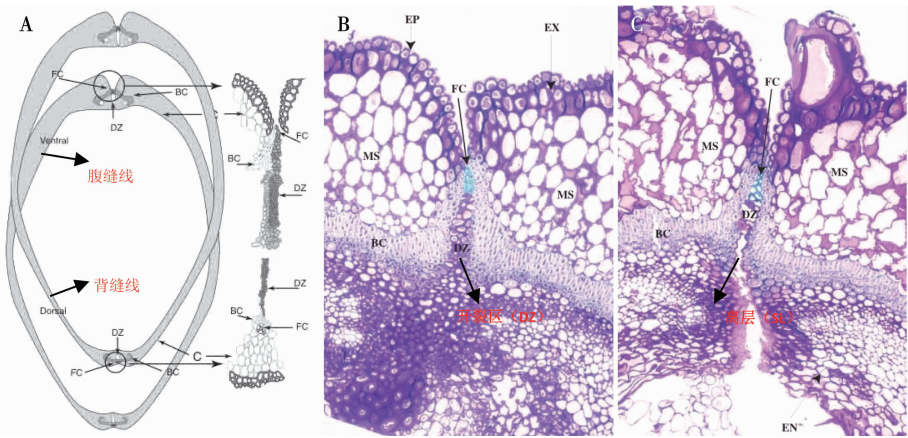 A
FC
BC
DZ
C
Ventral
腹缝线
背缝线
Dorsal
DZ
C
FC
BC
FC
BC
DZ
DZ
BC
FC
B
EP
EX
FC
MS
MS
BC
DZ
开裂区（DZ）
C
FC
MS
MS
DZ
BC
离层（SL）
EN